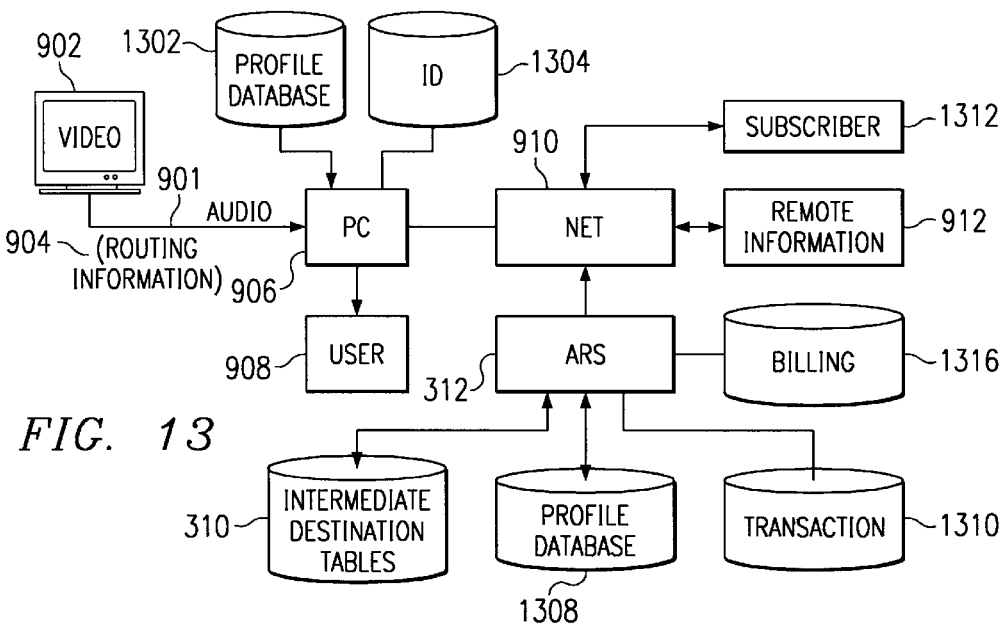 1302
902
PROFILE
DATABASE
ID
1304
VIDEO
901
910
SUBSCRIBER
1312
AUDIO
904
(ROUTING
INFORMATION)
PC
906
NET
REMOTE
INFORMATION
912
USER
908
ARS
312
BILLING
1316
FIG. 13
310
INTERMEDIATE
DESTINATION
TABLES
PROFILE
DATABASE
1308
TRANSACTION
1310